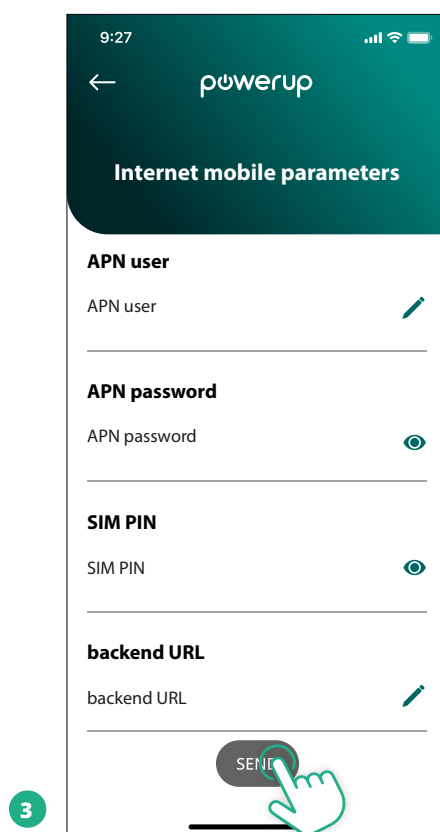 9:27
powerup
Internet mobile parameters
APN user
APN user
APN password
APN password
SIM PIN
SIM PIN
backend URL
backend URL
SEND
3